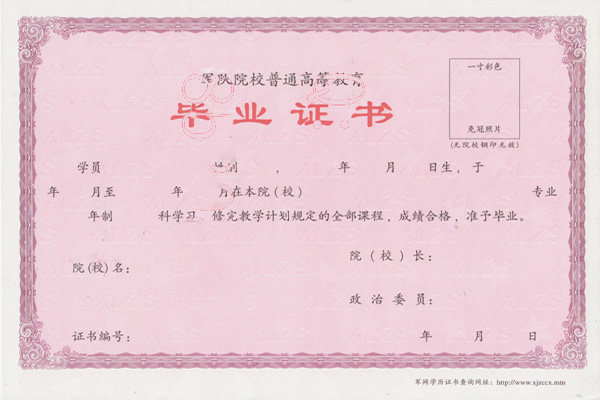 军队院校普通高等教育
毕业证书
一寸彩色
免冠照片
(无院校钢印无效)
学员 性别 , 年 月 日生,于
年 月至 年 月在本院(校) 专业
年制 科学习 修完教学计划规定的全部课程,成绩合格,准予毕业。
院(校)名: 院(校)长:
政治委员:
证书编号: 年 月 日
军网学历证书查询网址:http://www.xjzccx.mtn